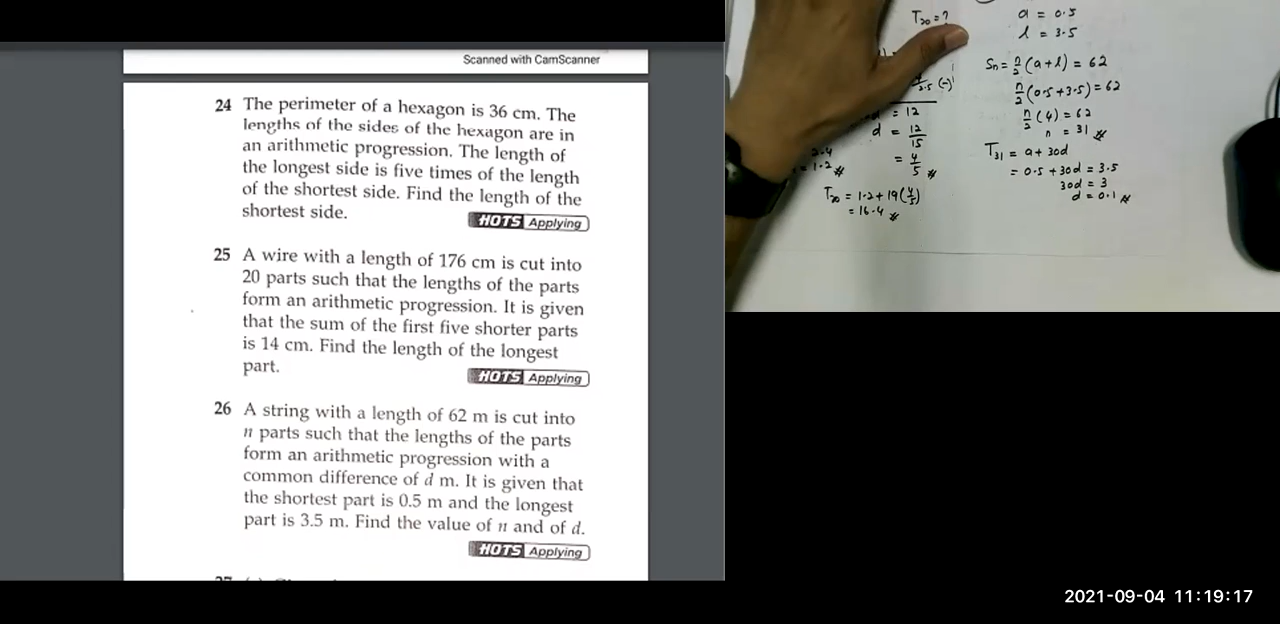 Scanned with CamScanner
24 The perimeter of a hexagon is 36 cm. The
lengths of the sides of the hexagon are in
an arithmetic progression. The length of
the longest side is five times of the length
of the shortest side. Find the length of the
shortest side.
HOTS Applying
25 A wire with a length of 176 cm is cut into
20 parts such that the lengths of the parts
form an arithmetic progression. It is given
that the sum of the first five shorter parts
is 14 cm. Find the length of the longest
part.
HOTS Applying
26 A string with a length of 62 m is cut into
n parts such that the lengths of the parts
form an arithmetic progression with a
common difference of d m. It is given that
the shortest part is 0.5 m and the longest
part is 3.5 m. Find the value of n and of d.
HOTS Applying
T20 = ?
= 12
d = 12/15
= 4/5
T20 = 1.2 + 19(4/5)
= 16.4
a = 0.5
l = 3.5
Sn = n/2 (a + l) = 62
n/2 (0.5 + 3.5) = 62
n/2 (4) = 62
n = 31
T31 = a + 30d
= 0.5 + 30d = 3.5
30d = 3
d = 0.1
2021-09-04 11:19:17